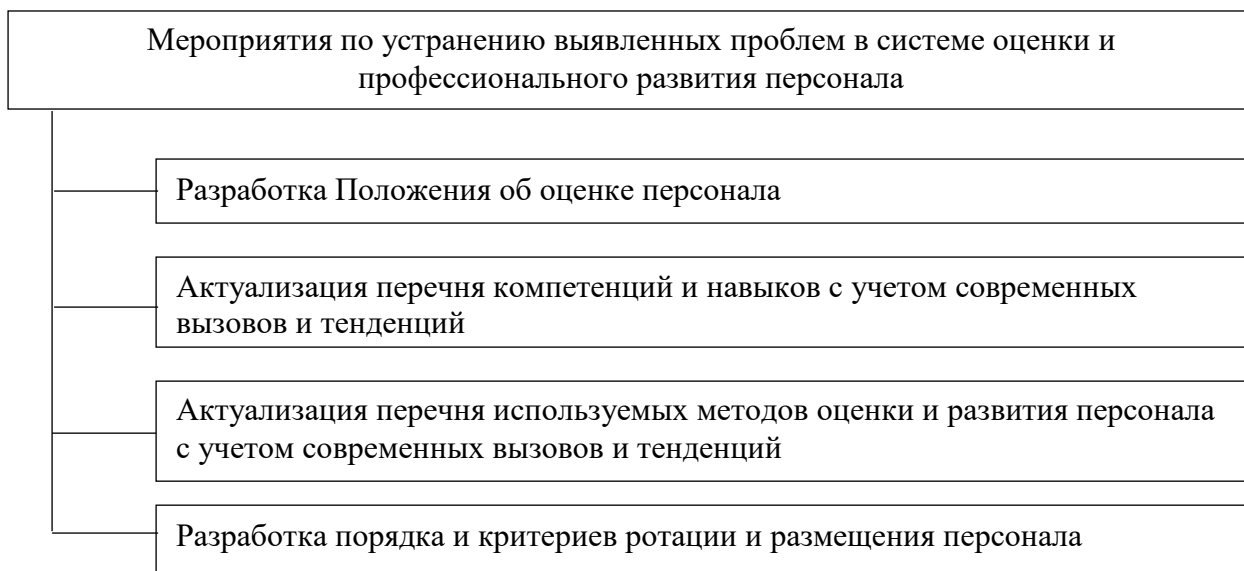 Мероприятия по устранению выявленных проблем в системе оценки и
профессионального развития персонала
Разработка Положения об оценке персонала
Актуализация перечня компетенций и навыков с учетом современных
вызовов и тенденций
Актуализация перечня используемых методов оценки и развития персонала
с учетом современных вызовов и тенденций
Разработка порядка и критериев ротации и размещения персонала